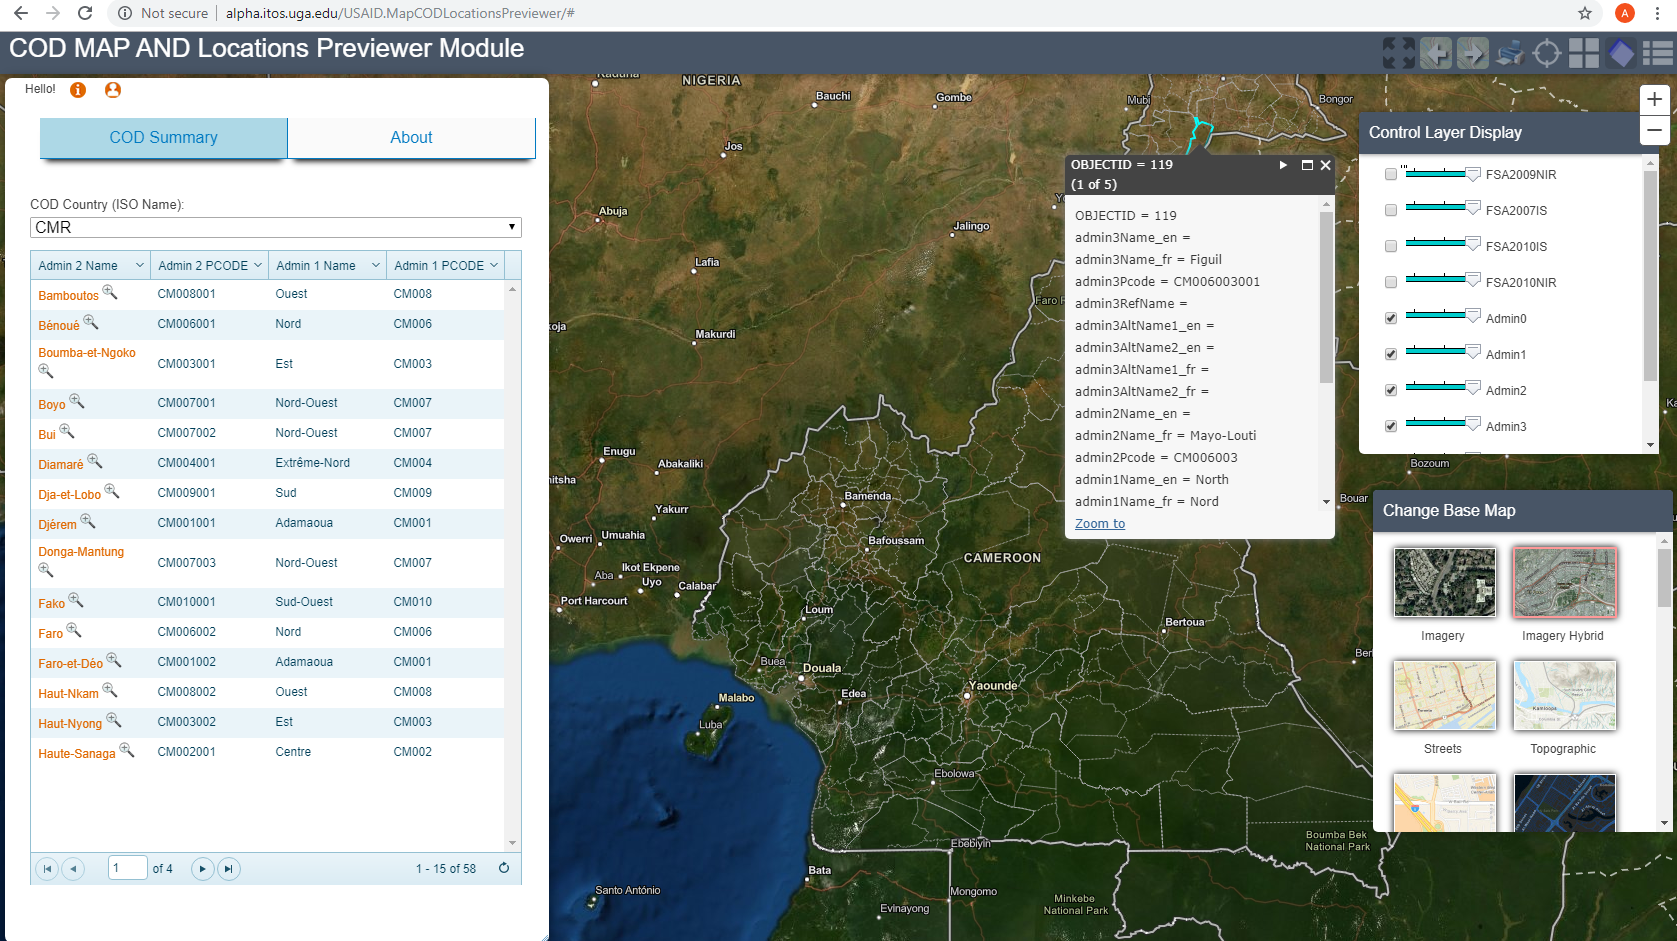 Not secure
alpha.itos.uga.edu/USAID.MapCODLocationsPreviewer/#
A
COD MAP AND Locations Previewer Module
Hello!
COD Summary
About
COD Country (ISO Name):
CMR
Admin 2 Name Admin 2 PCODE Admin 1 Name Admin 1 PCODE
Bamboutos CM008001 Ouest CM008
Bénoué CM006001 Nord CM006
Boumba-et-Ngoko CM003001 Est CM003
Boyo CM007001 Nord-Ouest CM007
Bui CM007002 Nord-Ouest CM007
Diamaré CM004001 Extrême-Nord CM004
Dja-et-Lobo CM009001 Sud CM009
Djérem CM001001 Adamaoua CM001
Donga-Mantung CM007003 Nord-Ouest CM007
Fako CM010001 Sud-Ouest CM010
Faro CM006002 Nord CM006
Faro-et-Déo CM001002 Adamaoua CM001
Haut-Nkam CM008002 Ouest CM008
Haut-Nyong CM003002 Est CM003
Haute-Sanaga CM002001 Centre CM002
1 of 4
1 - 15 of 58
Kaduna
NIGERIA
Bauchi
Gombe
Mubi
Bongor
Jos
Abuja
Jalingo
Lafia
Faro
Makurdi
Enugu
Abakaliki
Bamenda
Yakurr
Umuahia
Owerri
Bafoussam
CAMEROON
Aba
Ikot Ekpene
Uyo
Calabar
Port Harcourt
Loum
Bertoua
Buea
Douala
Yaounde
Edea
Malabo
Luba
Ebolowa
Ebebiyin
Boumba Bek
National Park
Bata
Santo António
Mongomo
Evinayong
Minkébé
National Park
Bozoum
Bouar
OBJECTID = 119
(1 of 5)
OBJECTID = 119
admin3Name_en =
admin3Name_fr = Figuil
admin3Pcode = CM006003001
admin3RefName =
admin3AltName1_en =
admin3AltName2_en =
admin3AltName1_fr =
admin3AltName2_fr =
admin2Name_en =
admin2Name_fr = Mayo-Louti
admin2Pcode = CM006003
admin1Name_en = North
admin1Name_fr = Nord
Zoom to
+
−
Control Layer Display
FSA2009NIR
FSA2007IS
FSA2010IS
FSA2010NIR
Admin0
Admin1
Admin2
Admin3
Change Base Map
Imagery
Imagery Hybrid
Streets
Topographic